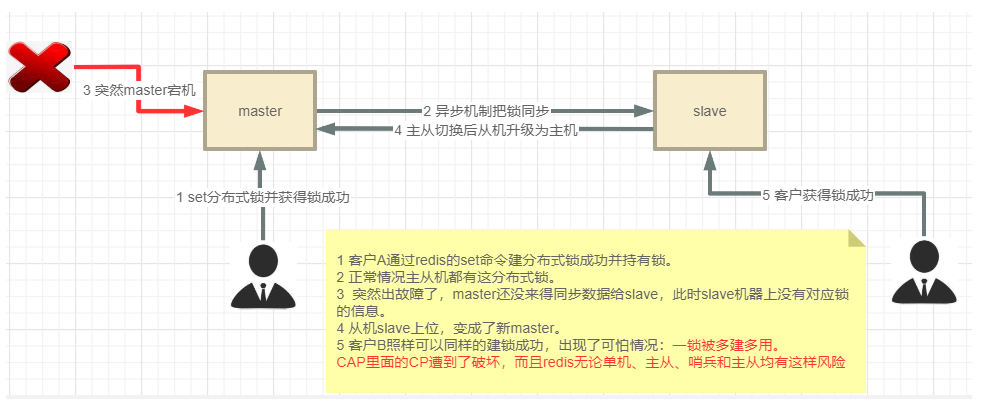 3 突然master宕机
master
2 异步机制把锁同步
4 主从切换后从机升级为主机
slave
1 set分布式锁并获得锁成功
5 客户获得锁成功
1 客户A通过redis的set命令建分布式锁成功并持有锁。
2 正常情况主从机都有这分布式锁。
3 突然出故障了，master还没来得同步数据给slave，此时slave机器上没有对应锁
的信息。
4 从机slave上位，变成了新master。
5 客户B照样可以同样的建锁成功，出现了可怕情况：一锁被多建多用。
CAP里面的CP遭到了破坏，而且redis无论单机、主从、哨兵和主从均有这样风险